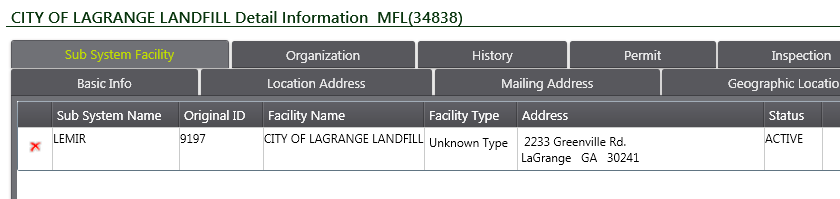 CITY OF LAGRANGE LANDFILL Detail Information MFL(34838)
Sub System Facility Organization History Permit Inspection
Basic Info Location Address Mailing Address Geographic Locatio
Sub System Name Original ID Facility Name Facility Type Address Status
LEMIR 9197 CITY OF LAGRANGE LANDFILL Unknown Type 2233 Greenville Rd. ACTIVE
LaGrange GA 30241